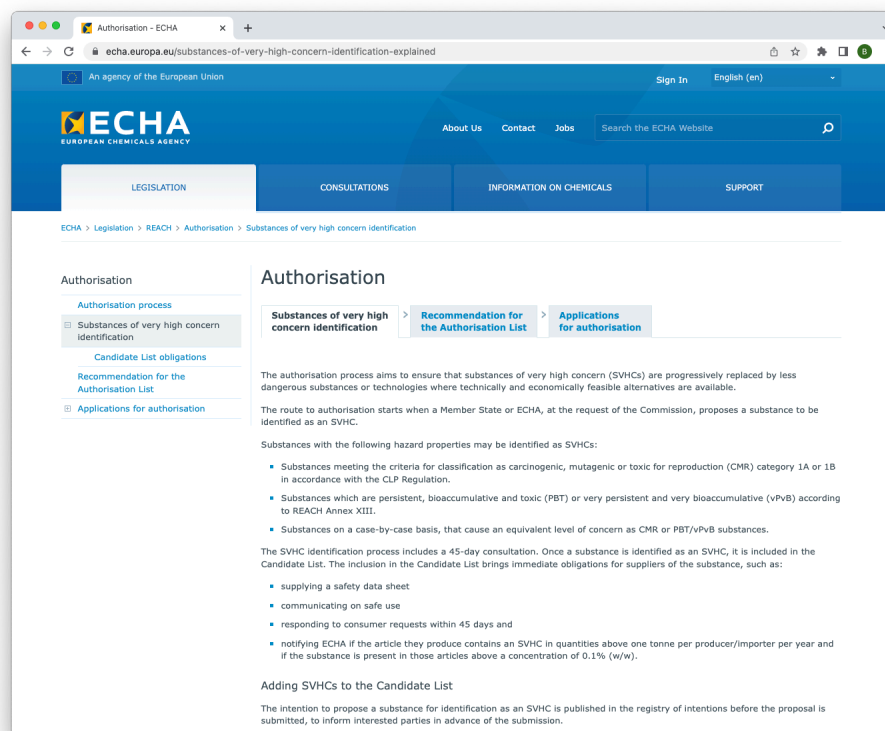 Authorisation - ECHA
echa.europa.eu/substances-of-very-high-concern-identification-explained
B
An agency of the European Union
Sign In
English (en)
ECHA
EUROPEAN CHEMICALS AGENCY
About Us Contact Jobs
Search the ECHA Website
LEGISLATION
CONSULTATIONS
INFORMATION ON CHEMICALS
SUPPORT
ECHA > Legislation > REACH > Authorisation > Substances of very high concern identification
Authorisation
Authorisation process
Substances of very high concern
identification
Candidate List obligations
Recommendation for the
Authorisation List
Applications for authorisation
Authorisation
Substances of very high
concern identification
>
Recommendation for
the Authorisation List
>
Applications
for authorisation
The authorisation process aims to ensure that substances of very high concern (SVHCs) are progressively replaced by less
dangerous substances or technologies where technically and economically feasible alternatives are available.
The route to authorisation starts when a Member State or ECHA, at the request of the Commission, proposes a substance to be
identified as an SVHC.
Substances with the following hazard properties may be identified as SVHCs:
Substances meeting the criteria for classification as carcinogenic, mutagenic or toxic for reproduction (CMR) category 1A or 1B
in accordance with the CLP Regulation.
Substances which are persistent, bioaccumulative and toxic (PBT) or very persistent and very bioaccumulative (vPvB) according
to REACH Annex XIII.
Substances on a case-by-case basis, that cause an equivalent level of concern as CMR or PBT/vPvB substances.
The SVHC identification process includes a 45-day consultation. Once a substance is identified as an SVHC, it is included in the
Candidate List. The inclusion in the Candidate List brings immediate obligations for suppliers of the substance, such as:
supplying a safety data sheet
communicating on safe use
responding to consumer requests within 45 days and
notifying ECHA if the article they produce contains an SVHC in quantities above one tonne per producer/importer per year and
if the substance is present in those articles above a concentration of 0.1% (w/w).
Adding SVHCs to the Candidate List
The intention to propose a substance for identification as an SVHC is published in the registry of intentions before the proposal is
submitted, to inform interested parties in advance of the submission.